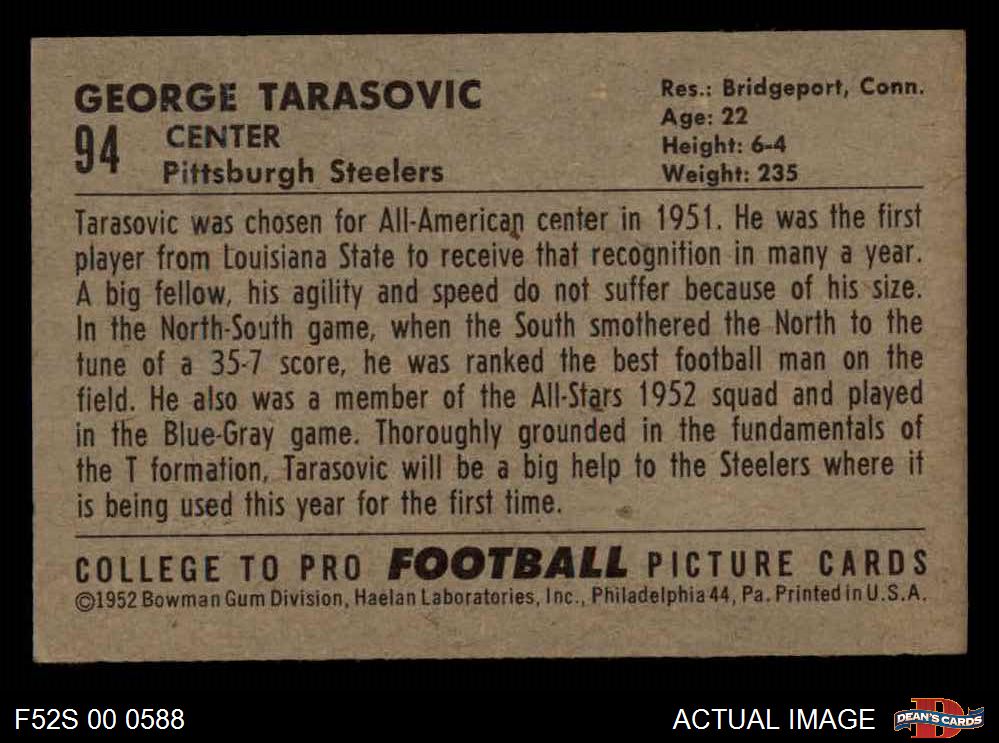 GEORGE TARASOVIC
94 CENTER
Pittsburgh Steelers
Res.: Bridgeport, Conn.
Age: 22
Height: 6-4
Weight: 235
Tarasovic was chosen for All-American center in 1951. He was the first
player from Louisiana State to receive that recognition in many a year.
A big fellow, his agility and speed do not suffer because of his size.
In the North-South game, when the South smothered the North to the
tune of a 35-7 score, he was ranked the best football man on the
field. He also was a member of the All-Stars 1952 squad and played
in the Blue-Gray game. Thoroughly grounded in the fundamentals of
the T formation, Tarasovic will be a big help to the Steelers where it
is being used this year for the first time.
COLLEGE TO PRO FOOTBALL PICTURE CARDS
©1952 Bowman Gum Division, Haelan Laboratories, Inc., Philadelphia 44, Pa. Printed in U.S.A.
F52S 00 0588
ACTUAL IMAGE
D
DEAN'S CARDS